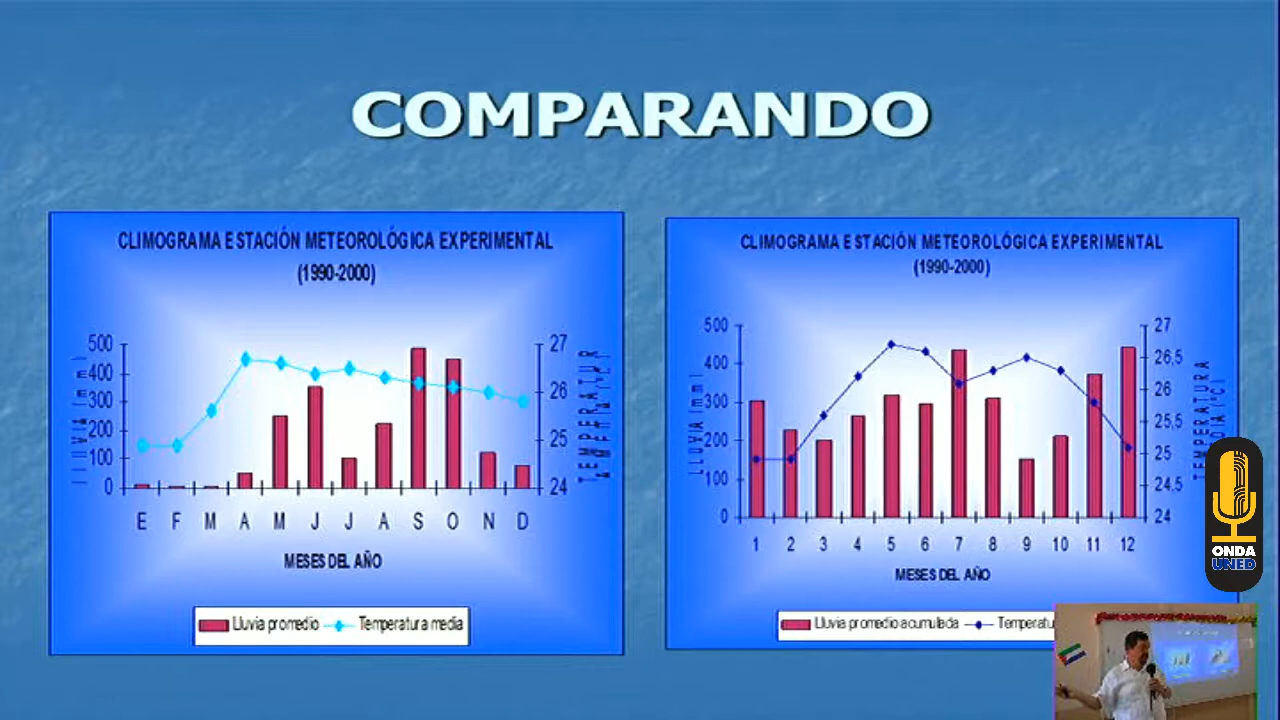 COMPARANDO
CLIMOGRAMA ESTACIÓN METEOROLÓGICA EXPERIMENTAL
(1990-2000)
500
400
300
200
100
0
27
26
25
24
E F M A M J J A S O N D
MESES DEL AÑO
Lluvia promedio
Temperatura media
CLIMOGRAMA ESTACIÓN METEOROLÓGICA EXPERIMENTAL
(1990-2000)
LLUVIA (mm)
500
400
300
200
100
0
27
26.5
26
25.5
25
24.5
24
TEMPERATURA
1 2 3 4 5 6 7 8 9 10 11 12
MESES DEL AÑO
Lluvia promedio acumulada
Temperatu
ONDA
UNED